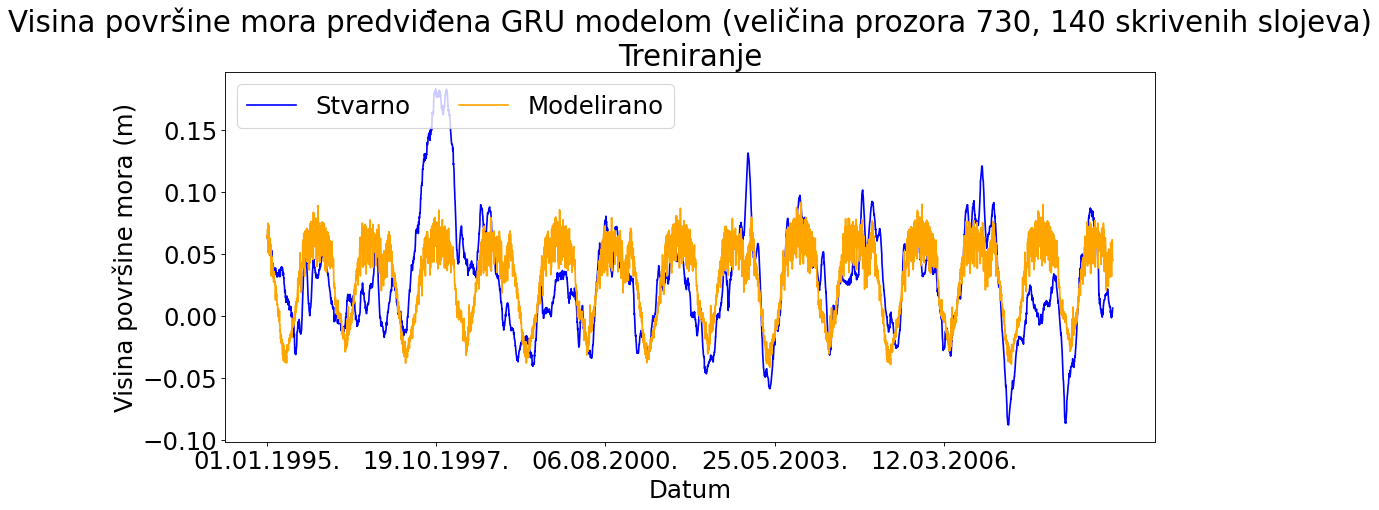 Visina površine mora predviđena GRU modelom (veličina prozora 730, 140 skrivenih slojeva)
Treniranje
Stvarno
Modelirano
Visina površine mora (m)
0.15
0.10
0.05
0.00
−0.05
−0.10
01.01.1995.
19.10.1997.
06.08.2000.
25.05.2003.
12.03.2006.
Datum